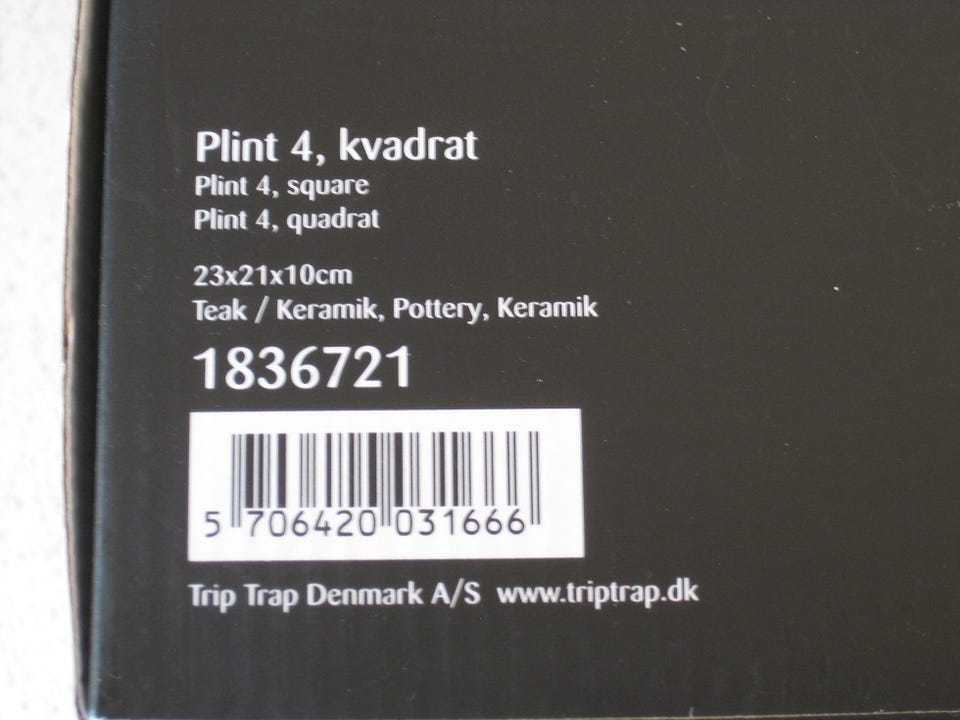 Plint 4, kvadrat
Plint 4, square
Plint 4, quadrat
23x21x10cm
Teak / Keramik, Pottery, Keramik
1836721
5 706420 031666
Trip Trap Denmark A/S www.triptrap.dk